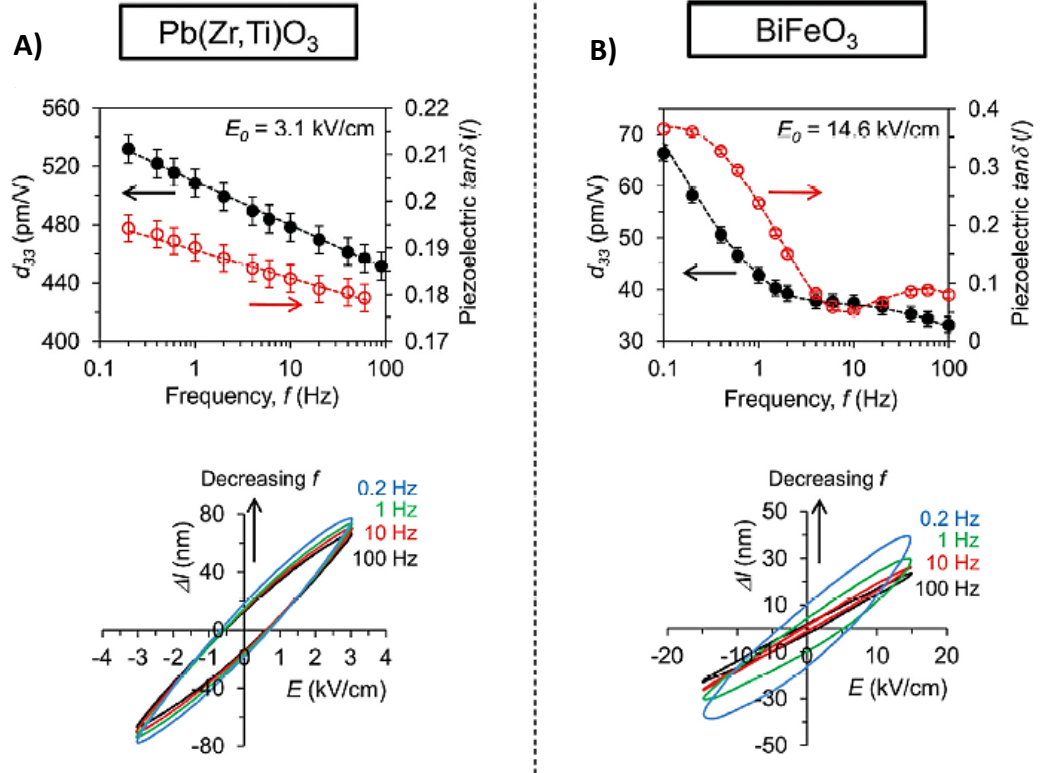 Pb(Zr,Ti)O₃
A)
560
520
480
440
400
d₃₃ (pm/V)
E₀ = 3.1 kV/cm
0.22
0.21
0.2
0.19
0.18
0.17
Piezoelectric tanδ (/)
0.1 1 10 100
Frequency, f (Hz)
Decreasing f
0.2 Hz
1 Hz
10 Hz
100 Hz
Δl (nm)
80
40
0
-40
-80
-4 -3 -2 -1 0 1 2 3 4
E (kV/cm)
BiFeO₃
B)
70
60
50
40
30
d₃₃ (pm/V)
E₀ = 14.6 kV/cm
0.4
0.3
0.2
0.1
0
Piezoelectric tanδ (/)
0.1 1 10 100
Frequency, f (Hz)
Decreasing f
0.2 Hz
1 Hz
10 Hz
100 Hz
Δl (nm)
50
30
10
-10
-30
-50
-20 -10 0 10 20
E (kV/cm)